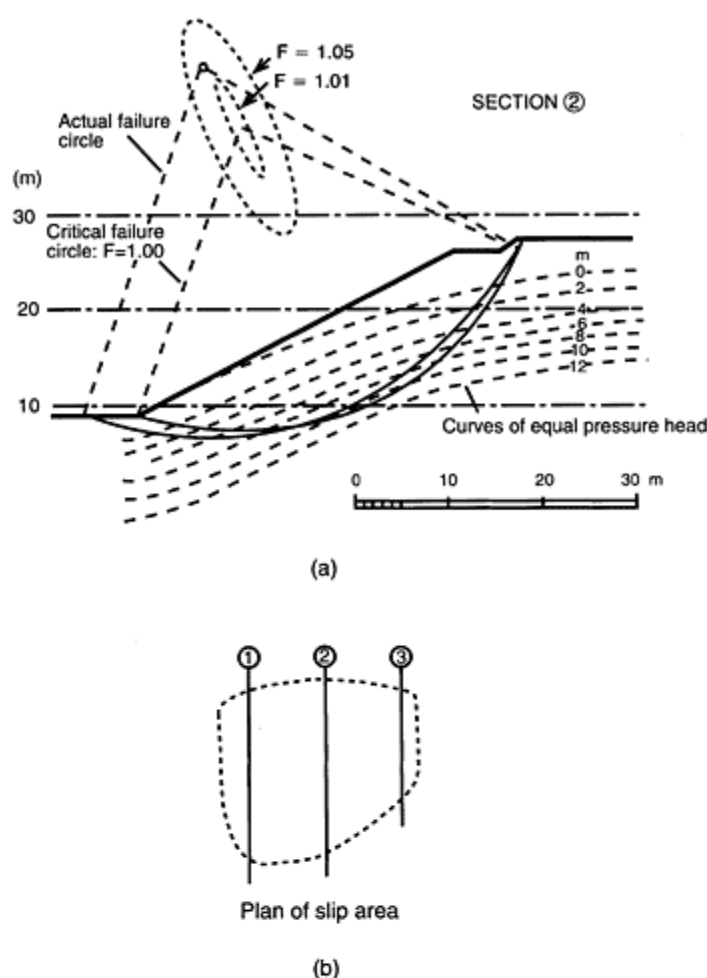 F = 1.05
F = 1.01
SECTION ②
Actual failure
circle
(m)
30
Critical failure
circle: F=1.00
m
0
2
20
4
6
8
10
12
10
Curves of equal pressure head
0 10 20 30 m
(a)
① ② ③
Plan of slip area
(b)